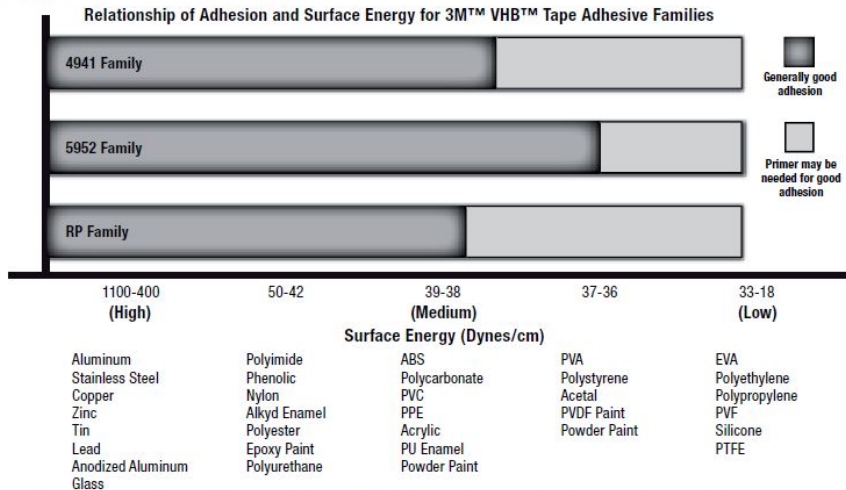 Relationship of Adhesion and Surface Energy for 3M™ VHB™ Tape Adhesive Families
4941 Family
Generally good
adhesion
5952 Family
Primer may be
needed for good
adhesion
RP Family
1100-400 50-42 39-38 37-36 33-18
(High) (Medium) (Low)
Surface Energy (Dynes/cm)
Aluminum Polyimide ABS PVA EVA
Stainless Steel Phenolic Polycarbonate Polystyrene Polyethylene
Copper Nylon PVC Acetal Polypropylene
Zinc Alkyd Enamel PPE PVDF Paint PVF
Tin Polyester Acrylic Powder Paint Silicone
Lead Epoxy Paint PU Enamel PTFE
Anodized Aluminum Polyurethane Powder Paint
Glass